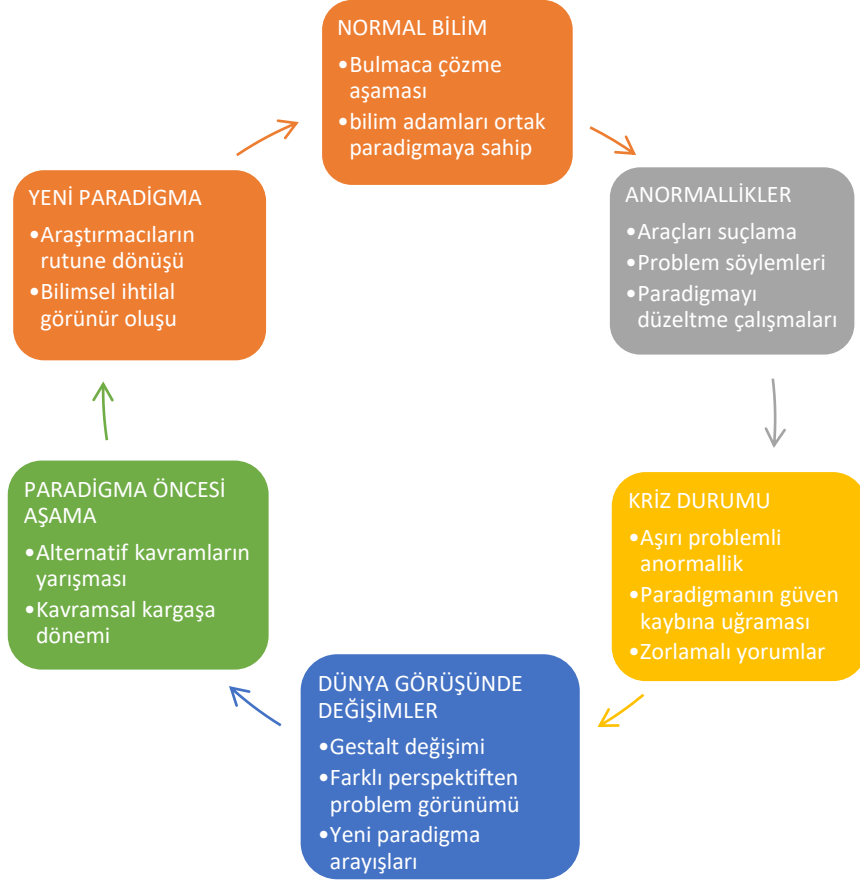 NORMAL BİLİM
•Bulmaca çözme
aşaması
•bilim adamları ortak
paradigmaya sahip
ANORMALLİKLER
•Araçları suçlama
•Problem söylemleri
•Paradigmayı
düzeltme çalışmaları
KRİZ DURUMU
•Aşırı problemli
anormallik
•Paradigmanın güven
kaybına uğraması
•Zorlamalı yorumlar
DÜNYA GÖRÜŞÜNDE
DEĞİŞİMLER
•Gestalt değişimi
•Farklı perspektiften
problem görünümü
•Yeni paradigma
arayışları
PARADİGMA ÖNCESİ
AŞAMA
•Alternatif kavramların
yarışması
•Kavramsal kargaşa
dönemi
YENİ PARADİGMA
•Araştırmacıların
rutune dönüşü
•Bilimsel ihtilal
görünür oluşu